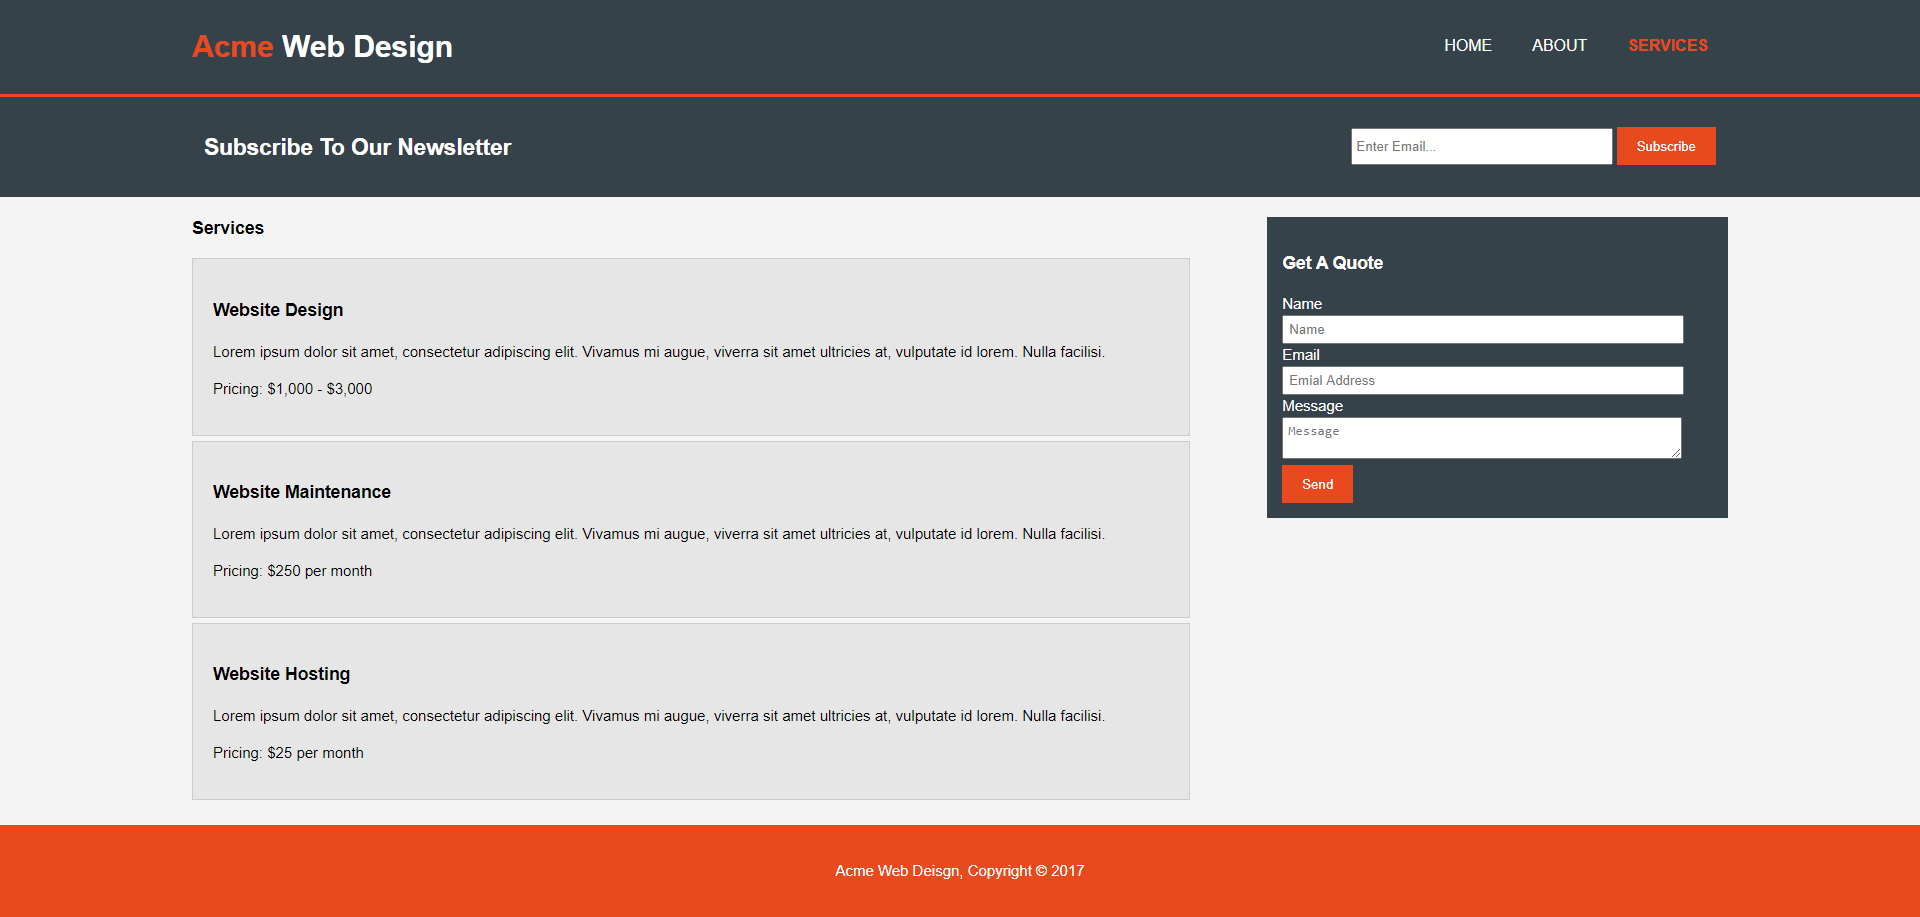 Acme Web Design
HOME ABOUT SERVICES
Subscribe To Our Newsletter
Enter Email...
Subscribe
Services
Website Design
Lorem ipsum dolor sit amet, consectetur adipiscing elit. Vivamus mi augue, viverra sit amet ultricies at, vulputate id lorem. Nulla facilisi.
Pricing: $1,000 - $3,000
Website Maintenance
Lorem ipsum dolor sit amet, consectetur adipiscing elit. Vivamus mi augue, viverra sit amet ultricies at, vulputate id lorem. Nulla facilisi.
Pricing: $250 per month
Website Hosting
Lorem ipsum dolor sit amet, consectetur adipiscing elit. Vivamus mi augue, viverra sit amet ultricies at, vulputate id lorem. Nulla facilisi.
Pricing: $25 per month
Get A Quote
Name
Name
Email
Emial Address
Message
Message
Send
Acme Web Deisgn, Copyright © 2017